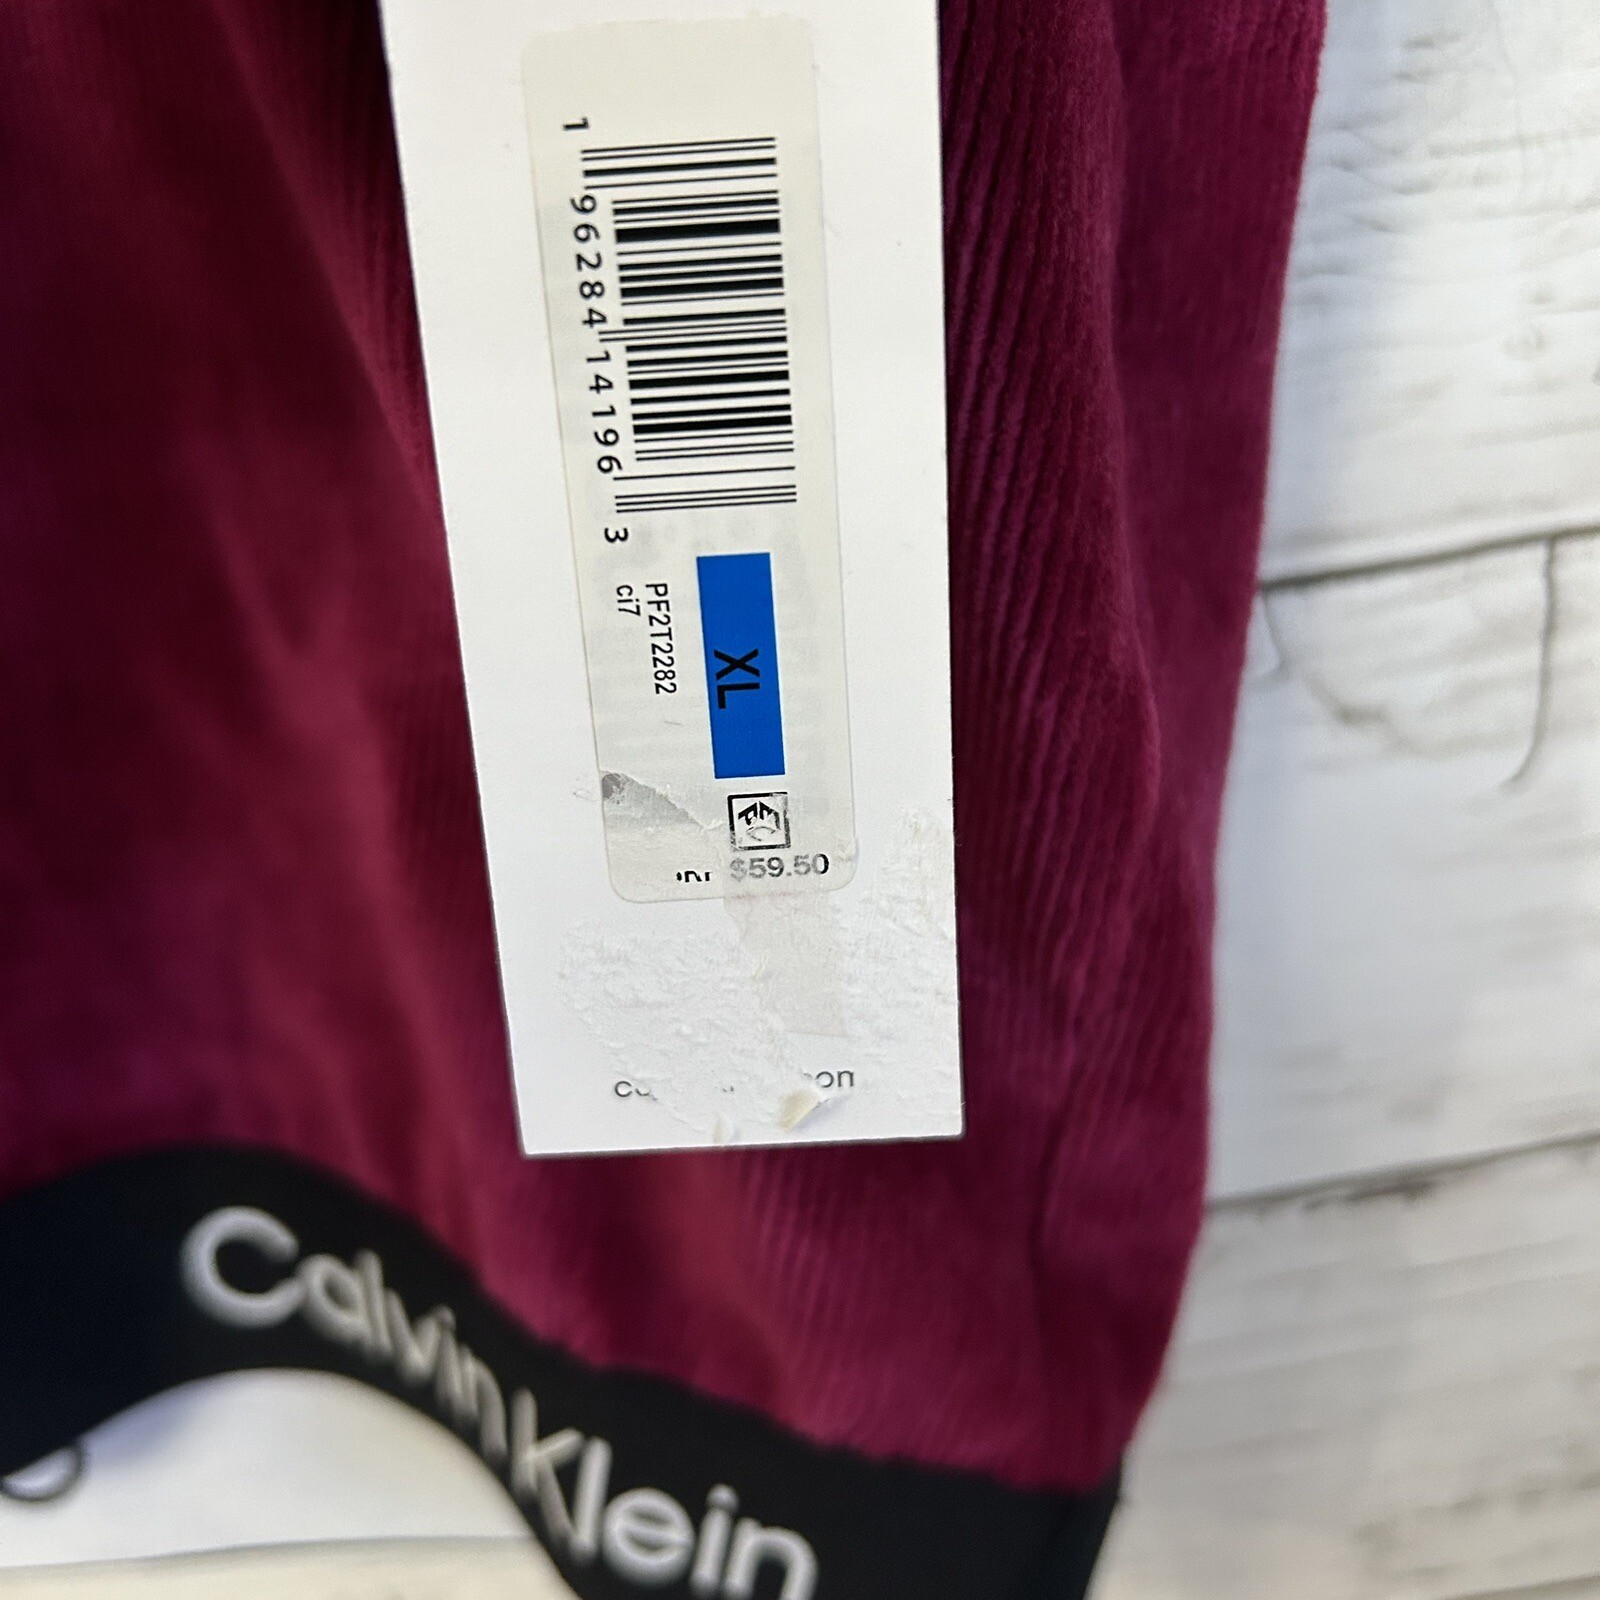 1 96284 14196 3
PF2T2282
ci7
XL
$59.50
Calvin Klein